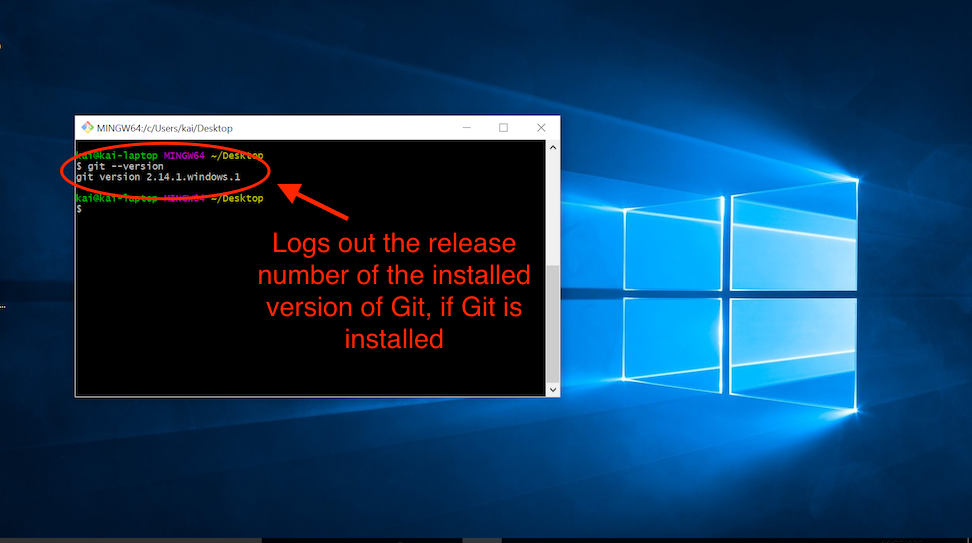 MINGW64:/c/Users/kai/Desktop
kai@kai-laptop MINGW64 ~/Desktop
$ git --version
git version 2.14.1.windows.1
kai@kai-laptop MINGW64 ~/Desktop
$
Logs out the release
number of the installed
version of Git, if Git is
installed